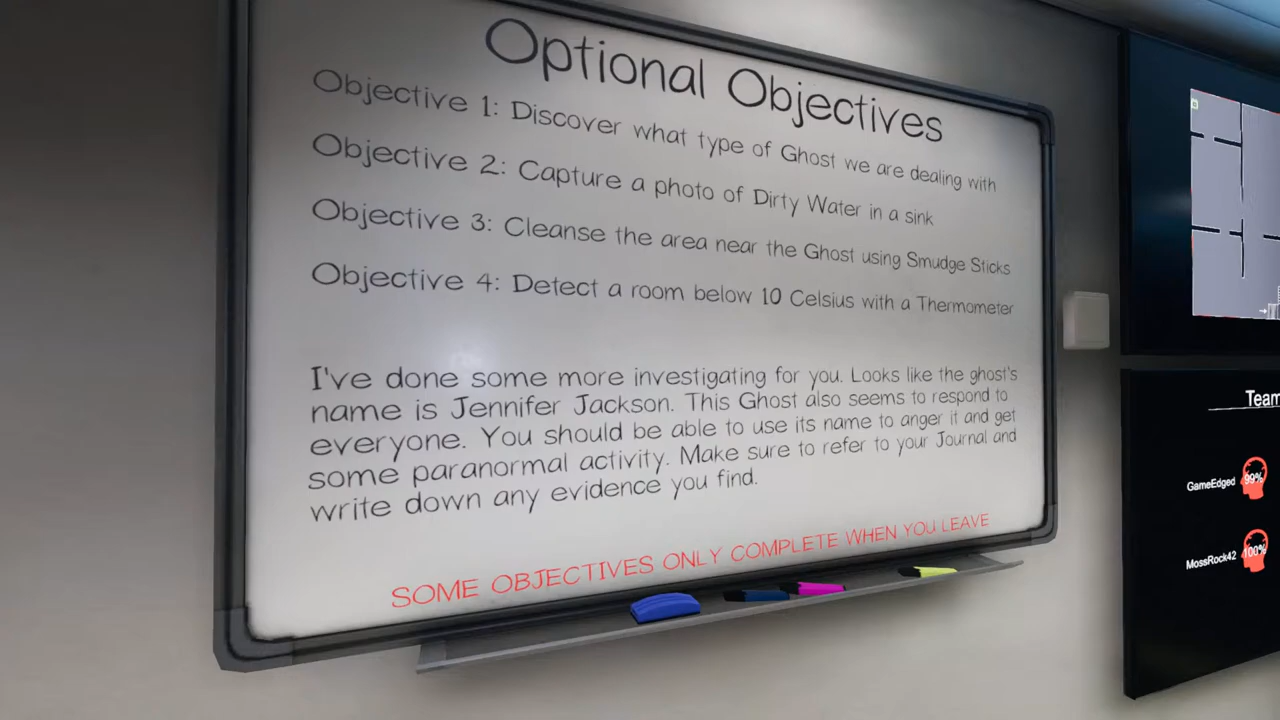 Optional Objectives
Objective 1: Discover what type of Ghost we are dealing with
Objective 2: Capture a photo of Dirty Water in a sink
Objective 3: Cleanse the area near the Ghost using Smudge Sticks
Objective 4: Detect a room below 10 Celsius with a Thermometer
I've done some more investigating for you. Looks like the ghost's
name is Jennifer Jackson. This Ghost also seems to respond to
everyone. You should be able to use its name to anger it and get
some paranormal activity. Make sure to refer to your Journal and
write down any evidence you find.
SOME OBJECTIVES ONLY COMPLETE WHEN YOU LEAVE
Team
GameEdged 99%
MossRock42 100%